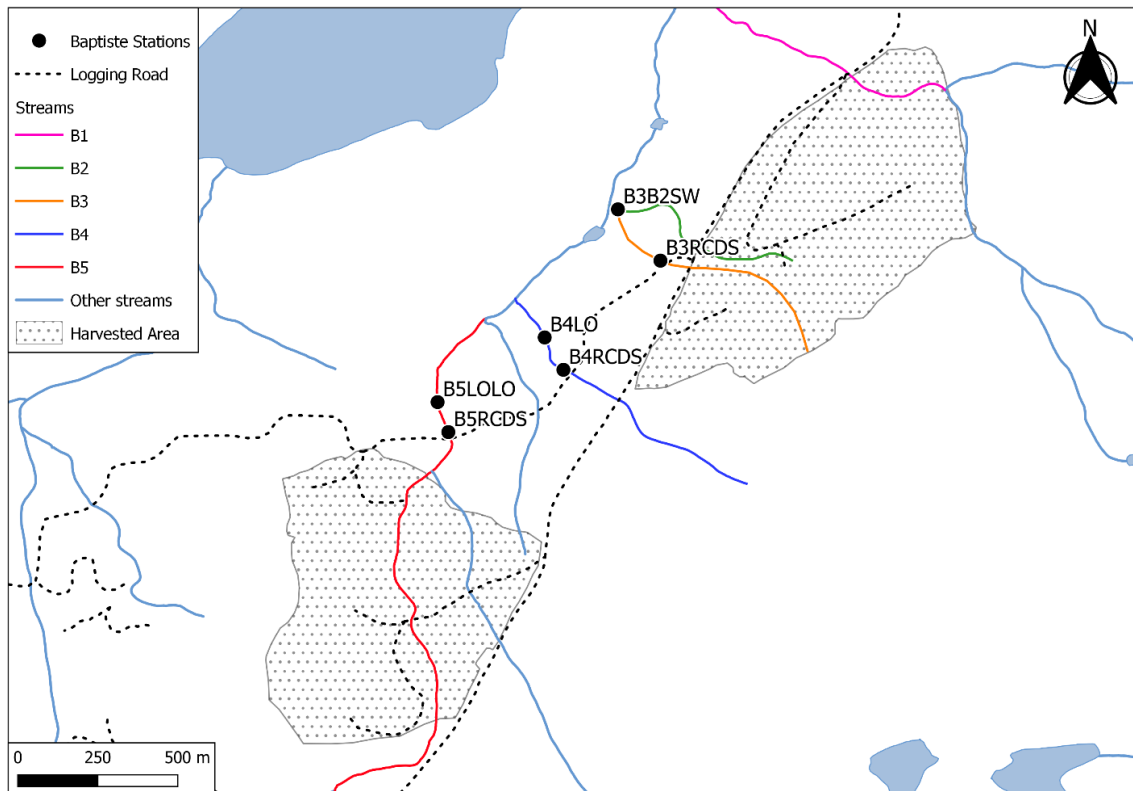 Baptiste Stations
Logging Road
Streams
B1
B2
B3
B4
B5
Other streams
Harvested Area
N
B3B2SW
B3RCDS
B4LO
B4RCDS
B5LOLO
B5RCDS
0 250 500 m